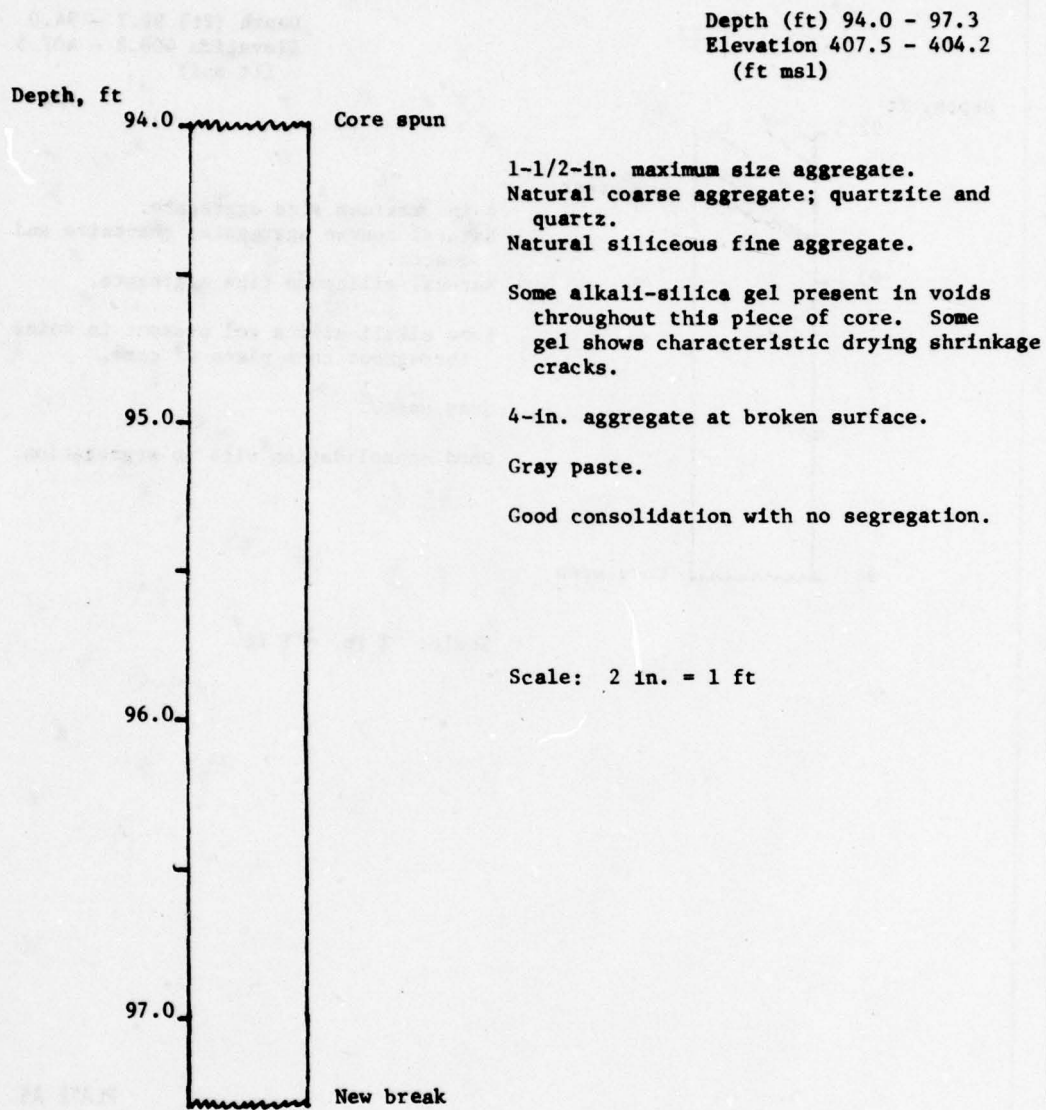 Depth (ft) 94.0 - 97.3
Elevation 407.5 - 404.2
(ft msl)
Depth, ft
94.0
Core spun
1-1/2-in. maximum size aggregate.
Natural coarse aggregate; quartzite and
quartz.
Natural siliceous fine aggregate.
Some alkali-silica gel present in voids
throughout this piece of core. Some
gel shows characteristic drying shrinkage
cracks.
95.0
4-in. aggregate at broken surface.
Gray paste.
Good consolidation with no segregation.
Scale: 2 in. = 1 ft
96.0
97.0
New break